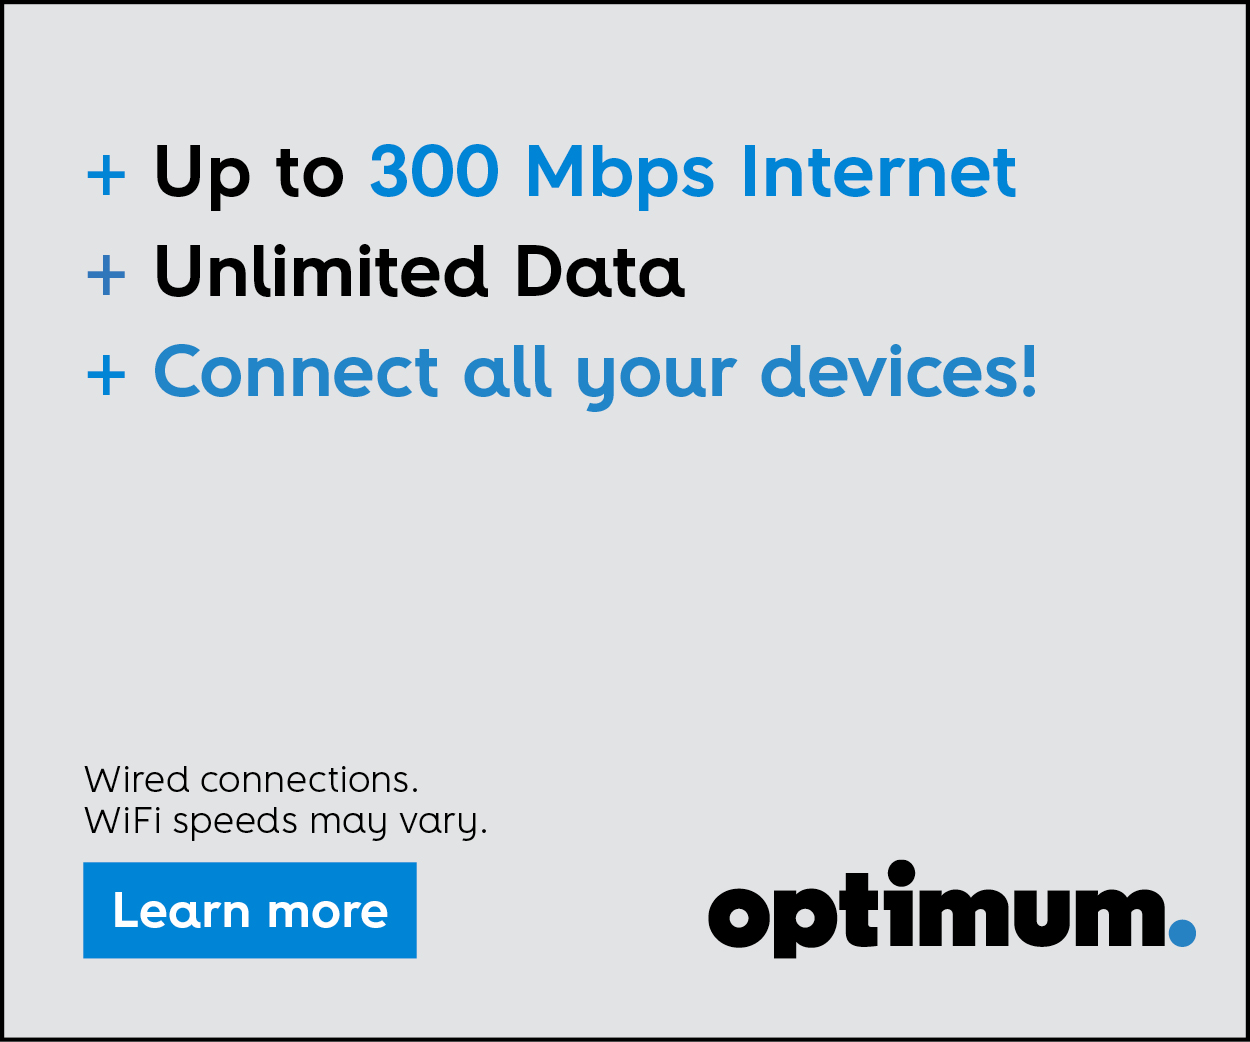 + Up to 300 Mbps Internet
+ Unlimited Data
+ Connect all your devices!
Wired connections.
WiFi speeds may vary.
Learn more
optimum.